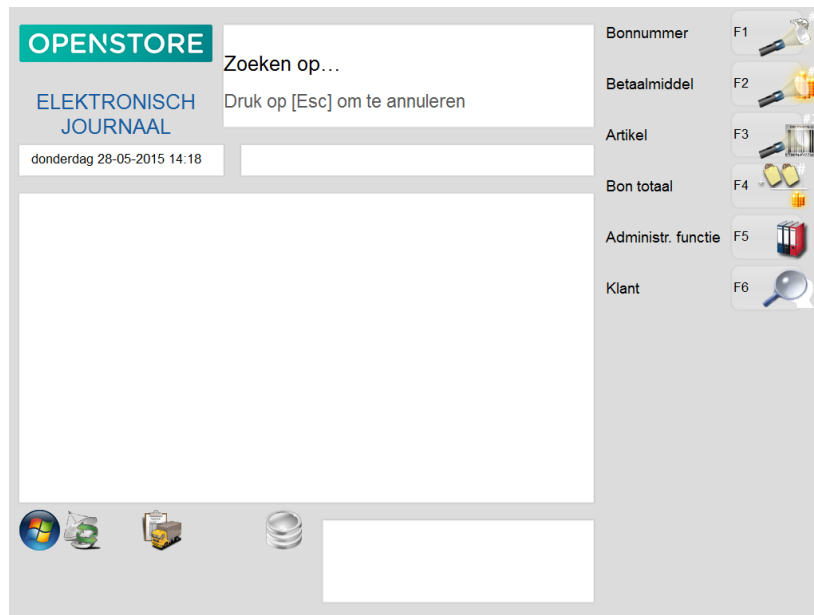 OPENSTORE
ELEKTRONISCH
JOURNAAL
donderdag 28-05-2015 14:18
Zoeken op...
Druk op [Esc] om te annuleren
Bonnummer F1
Betaalmiddel F2
Artikel F3
Bon totaal F4
Administr. functie F5
Klant F6